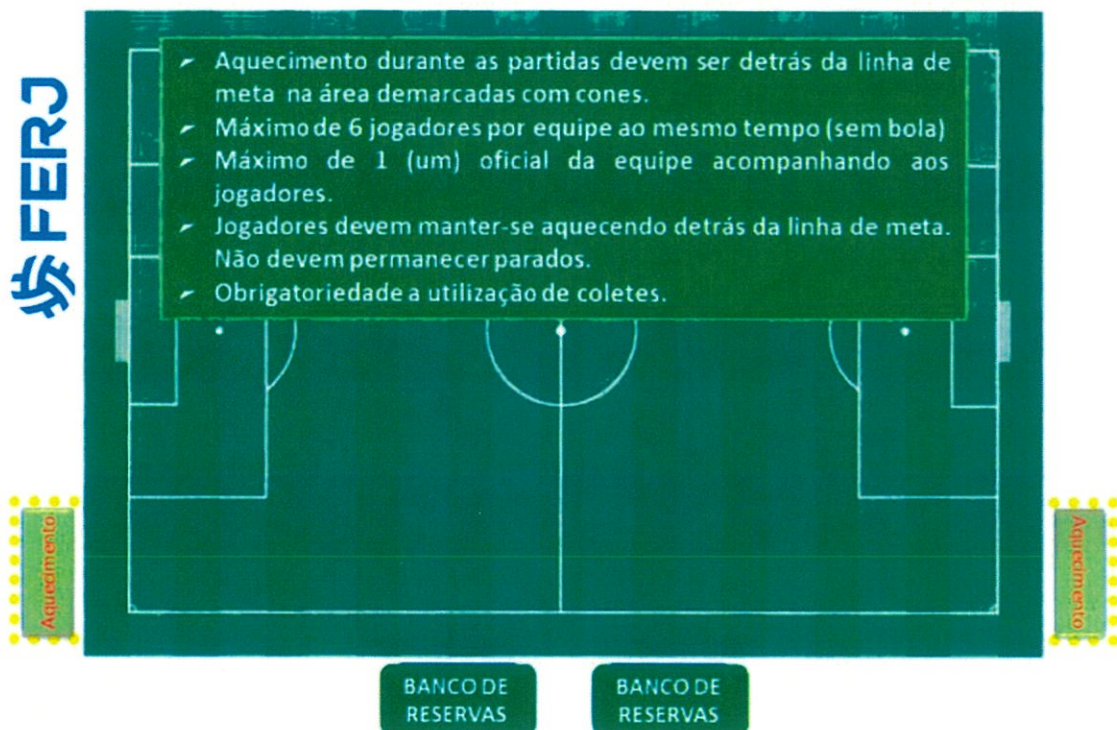 FERJ
➤ Aquecimento durante as partidas devem ser detrás da linha de
meta na área demarcadas com cones.
➤ Máximo de 6 jogadores por equipe ao mesmo tempo (sem bola)
➤ Máximo de 1 (um) oficial da equipe acompanhando aos
jogadores.
➤ Jogadores devem manter-se aquecendo detrás da linha de meta.
Não devem permanecer parados.
➤ Obrigatoriedade a utilização de coletes.
Aquecimento
Aquecimento
BANCO DE
RESERVAS
BANCO DE
RESERVAS